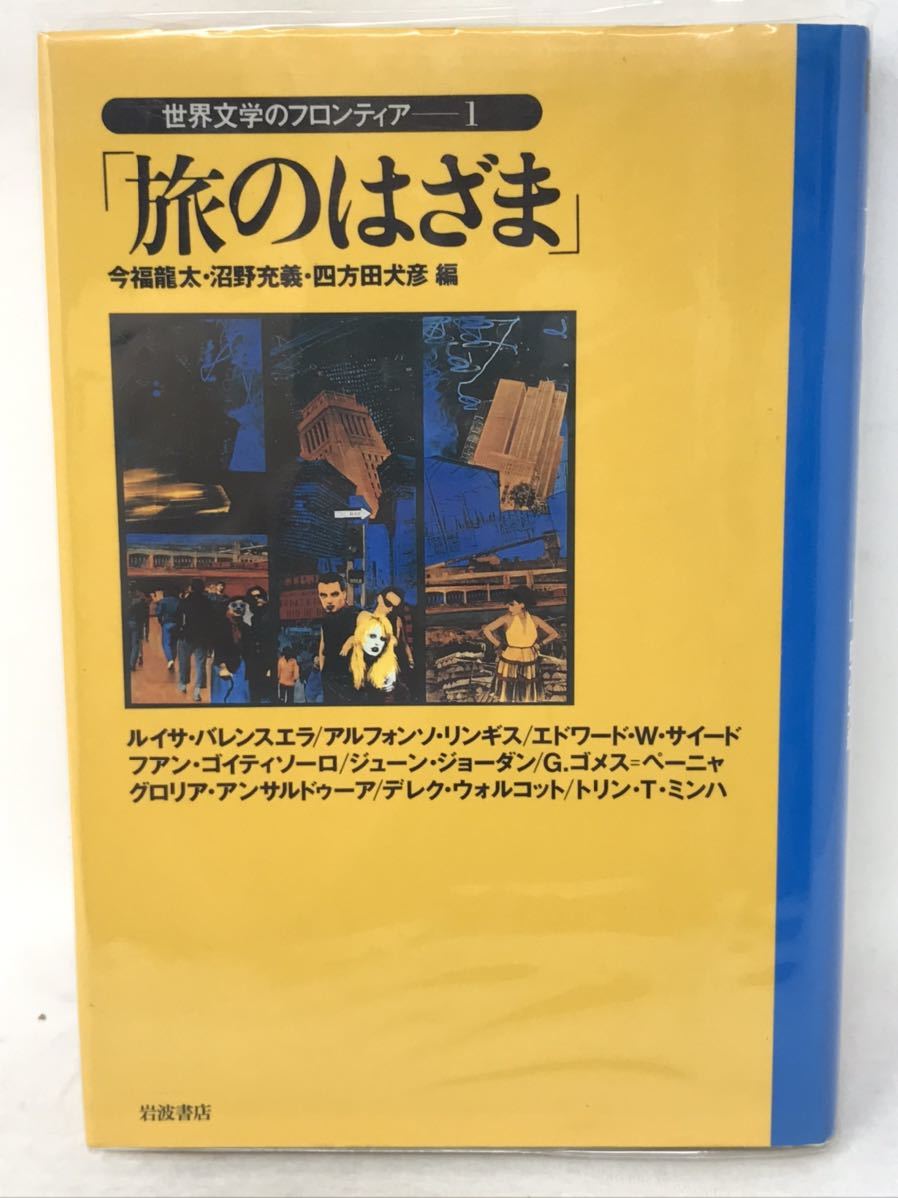 世界文学のフロンティア──1
「旅のはざま」
今福龍太・沼野充義・四方田犬彦 編
ルイサ・バレンスエラ/アルフォンソ・リンギス/エドワード・W・サイード
フアン・ゴイティソーロ/ジューン・ジョーダン/G.ゴメス=ペーニャ
グロリア・アンサルドゥーア/デレク・ウォルコット/トリン・T・ミンハ
岩波書店